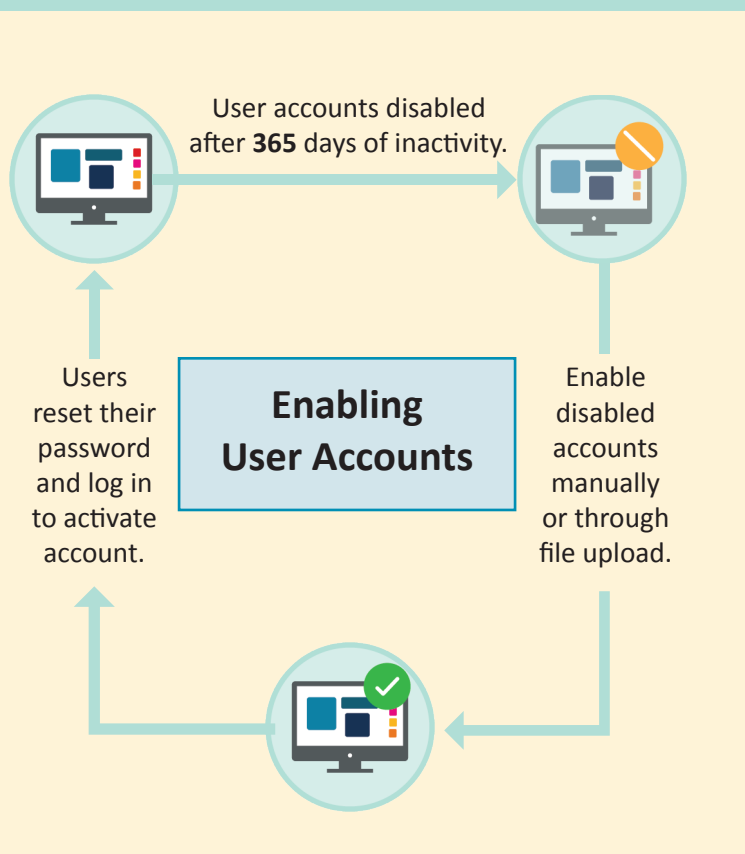 User accounts disabled
after 365 days of inactivity.
Enabling
User Accounts
Enable
disabled
accounts
manually
or through
file upload.
Users
reset their
password
and log in
to activate
account.